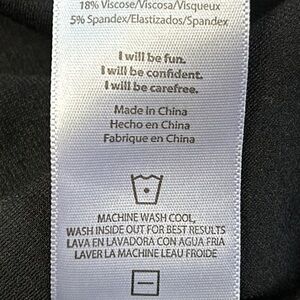 18% Viscose/Viscosa/Visqueux
5% Spandex/Elastizados/Spandex
I will be fun.
I will be confident.
I will be carefree.
Made in China
Hecho en China
Fabrique en China
MACHINE WASH COOL,
WASH INSIDE OUT FOR BEST RESULTS
LAVA EN LAVADORA CON AGUA FRIA
LAVER LA MACHINE LEAU FROIDE